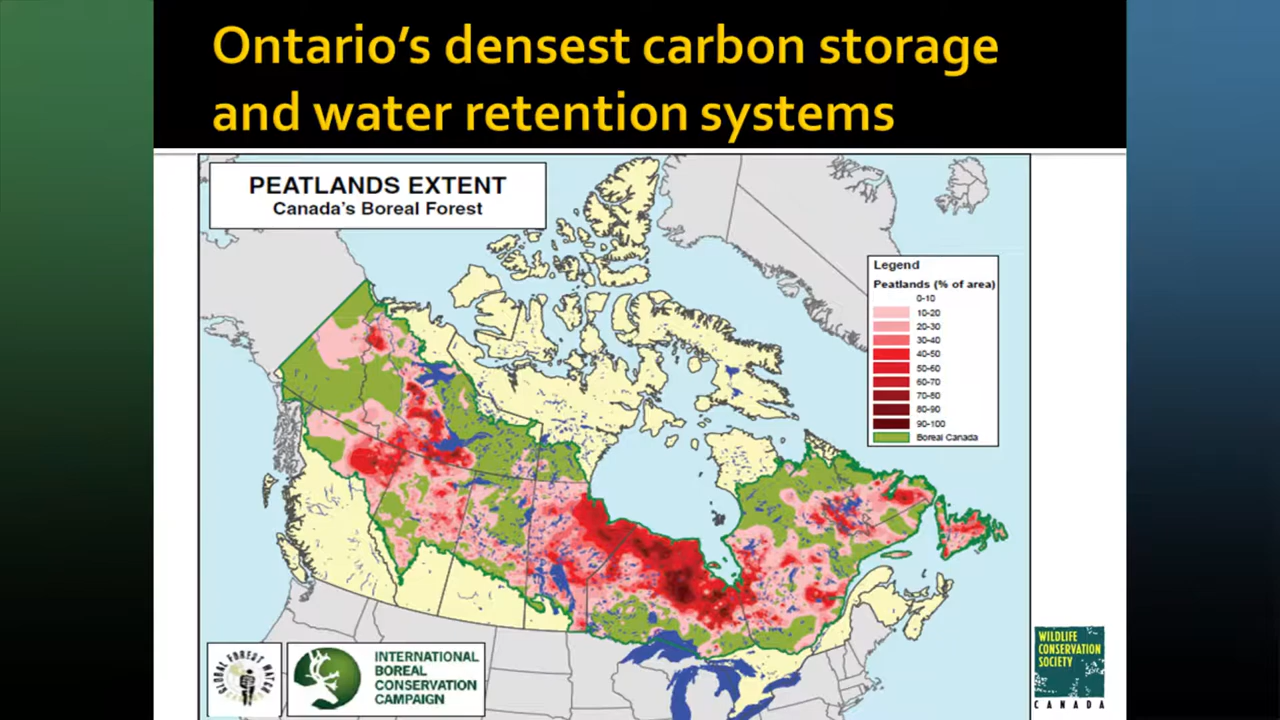 Ontario's densest carbon storage
and water retention systems
PEATLANDS EXTENT
Canada's Boreal Forest
Legend
Peatlands (% of area)
0-10
10-20
20-30
30-40
40-50
50-60
60-70
70-80
80-90
90-100
Boreal Canada
GLOBAL FOREST WATCH
INTERNATIONAL
BOREAL
CONSERVATION
CAMPAIGN
WILDLIFE
CONSERVATION
SOCIETY
CANADA